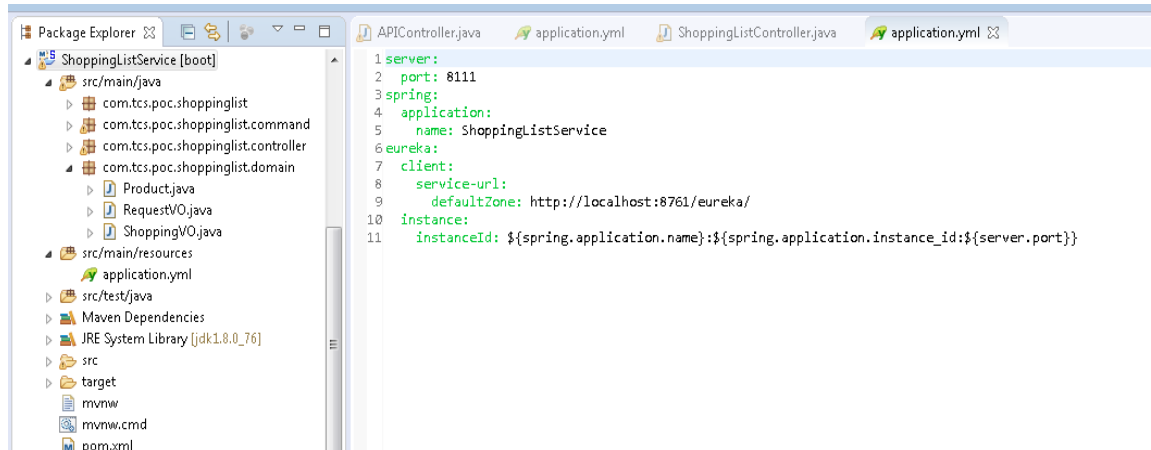 Package Explorer
ShoppingListService [boot]
src/main/java
com.tcs.poc.shoppinglist
com.tcs.poc.shoppinglist.command
com.tcs.poc.shoppinglist.controller
com.tcs.poc.shoppinglist.domain
Product.java
RequestVO.java
ShoppingVO.java
src/main/resources
application.yml
src/test/java
Maven Dependencies
JRE System Library [jdk1.8.0_76]
src
target
mvnw
mvnw.cmd
pom.xml
APIController.java application.yml ShoppingListController.java application.yml
1 server:
2   port: 8111
3 spring:
4   application:
5     name: ShoppingListService
6 eureka:
7   client:
8     service-url:
9       defaultZone: http://localhost:8761/eureka/
10   instance:
11     instanceId: ${spring.application.name}:${spring.application.instance_id:${server.port}}